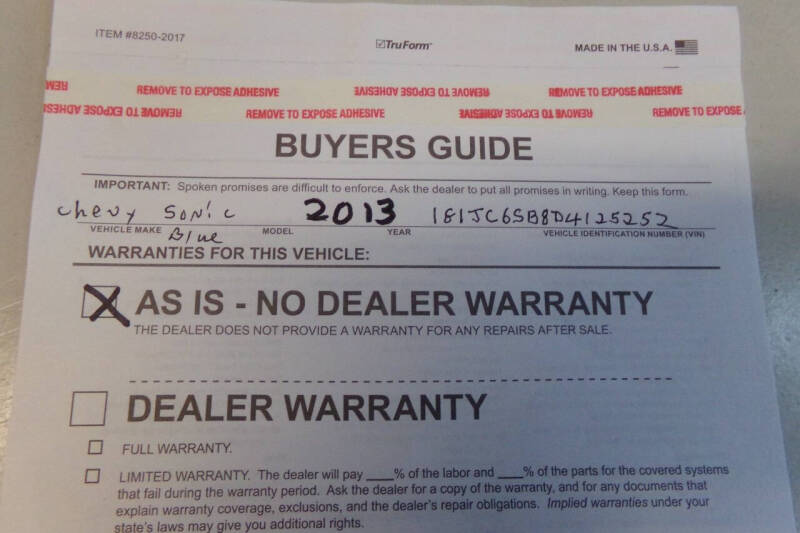 ITEM #8250-2017
TruForm®
MADE IN THE U.S.A.
REMOVE TO EXPOSE ADHESIVE REMOVE TO EXPOSE ADHESIVE REMOVE TO EXPOSE ADHESIVE
REMOVE TO EXPOSE ADHESIVE REMOVE TO EXPOSE ADHESIVE REMOVE TO EXPOSE ADHESIVE REMOVE TO EXPOSE
BUYERS GUIDE
IMPORTANT: Spoken promises are difficult to enforce. Ask the dealer to put all promises in writing. Keep this form.
chevy Sonic 2013 1G1JC6SB8D4125252
VEHICLE MAKE Blue MODEL YEAR VEHICLE IDENTIFICATION NUMBER (VIN)
WARRANTIES FOR THIS VEHICLE:
X AS IS - NO DEALER WARRANTY
THE DEALER DOES NOT PROVIDE A WARRANTY FOR ANY REPAIRS AFTER SALE.
DEALER WARRANTY
FULL WARRANTY.
LIMITED WARRANTY. The dealer will pay ____% of the labor and ____% of the parts for the covered systems
that fail during the warranty period. Ask the dealer for a copy of the warranty, and for any documents that
explain warranty coverage, exclusions, and the dealer's repair obligations. Implied warranties under your
state's laws may give you additional rights.